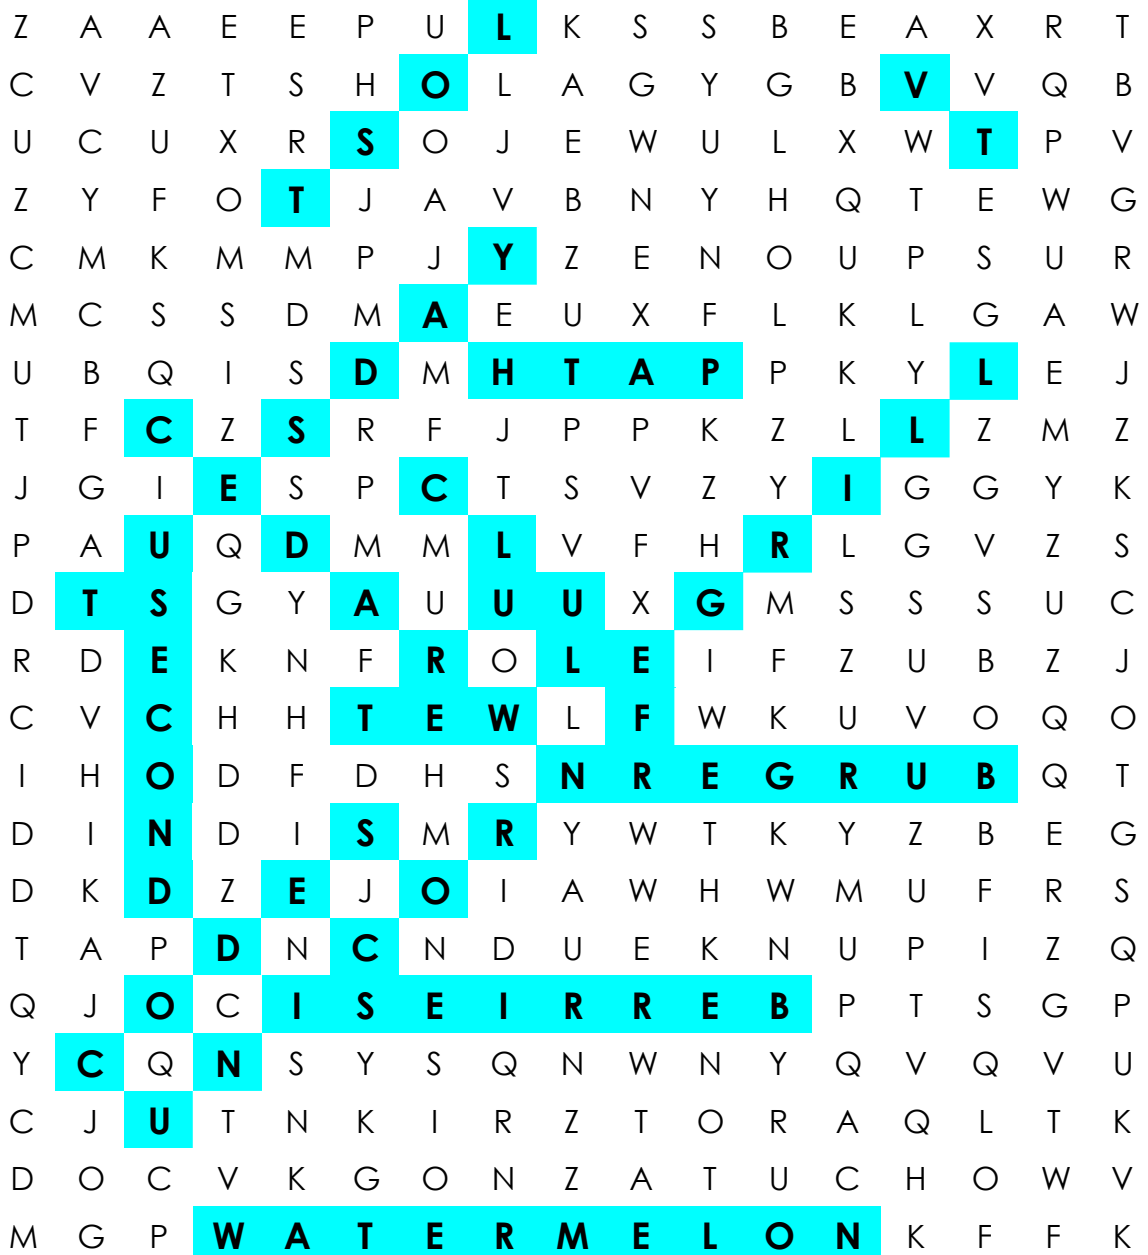 Z A A E E P U L K S S B E A X R T
C V Z T S H O L A G Y G B V V Q B
U C U X R S O J E W U L X W T P V
Z Y F O T J A V B N Y H Q T E W G
C M K M M P J Y Z E N O U P S U R
M C S S D M A E U X F L K L G A W
U B Q I S D M H T A P P K Y L E J
T F C Z S R F J P P K Z L L Z M Z
J G I E S P C T S V Z Y I G G Y K
P A U Q D M M L V F H R L G V Z S
D T S G Y A U U U X G M S S S U C
R D E K N F R O L E I F Z U B Z J
C V C H H T E W L F W K U V O Q O
I H O D F D H S N R E G R U B Q T
D I N D I S M R Y W T K Y Z B E G
D K D Z E J O I A W H W M U F R S
T A P D N C N D U E K N U P I Z Q
Q J O C I S E I R R E B P T S G P
Y C Q N S Y S Q N W N Y Q V Q V U
C J U T N K I R Z T O R A Q L T K
D O C V K G O N Z A T U C H O W V
M G P W A T E R M E L O N K F F K